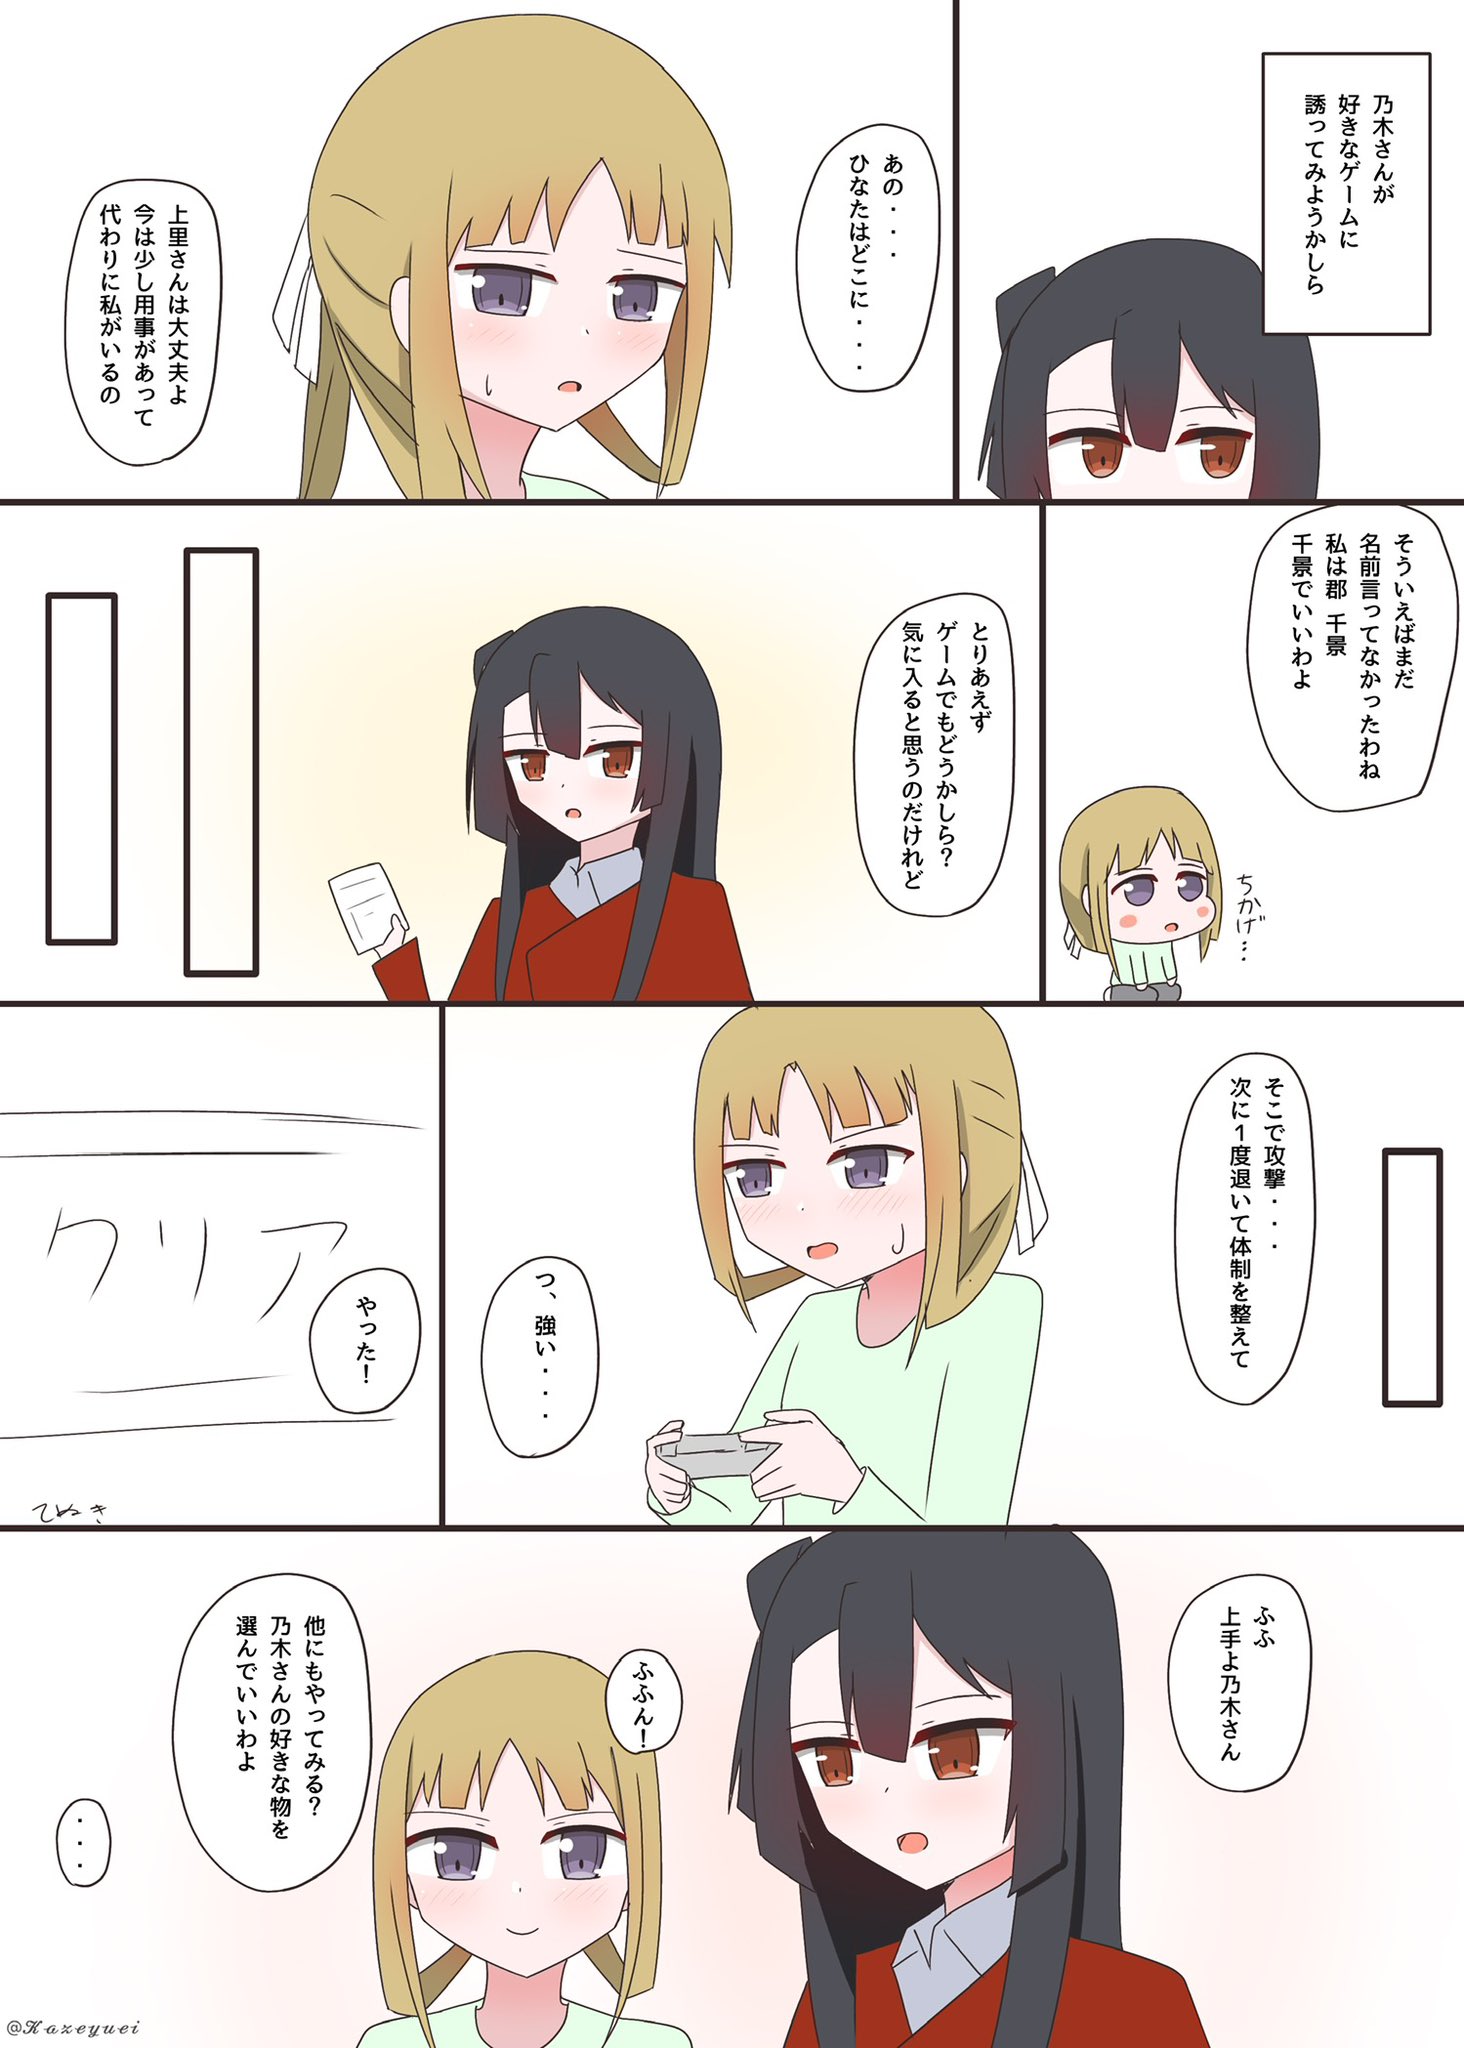 乃木さんが
好きなゲームに
誘ってみようかしら
あの・・・
ひなたはどこに・・・
上里さんは大丈夫よ
今は少し用事があって
代わりに私がいるの
そういえばまだ
名前言ってなかったわね
私は郡 千景
千景でいいわよ
ちかげ…
とりあえず
ゲームでもどうかしら？
気に入ると思うのだけれど
そこで攻撃・・・
次に１度退いて体制を整えて
つ、強い・・・
クリア
やった！
てぬき
ふふ
上手よ乃木さん
ふふん！
他にもやってみる？
乃木さんの好きな物を
選んでいいわよ
・・・
@Kazeyuei